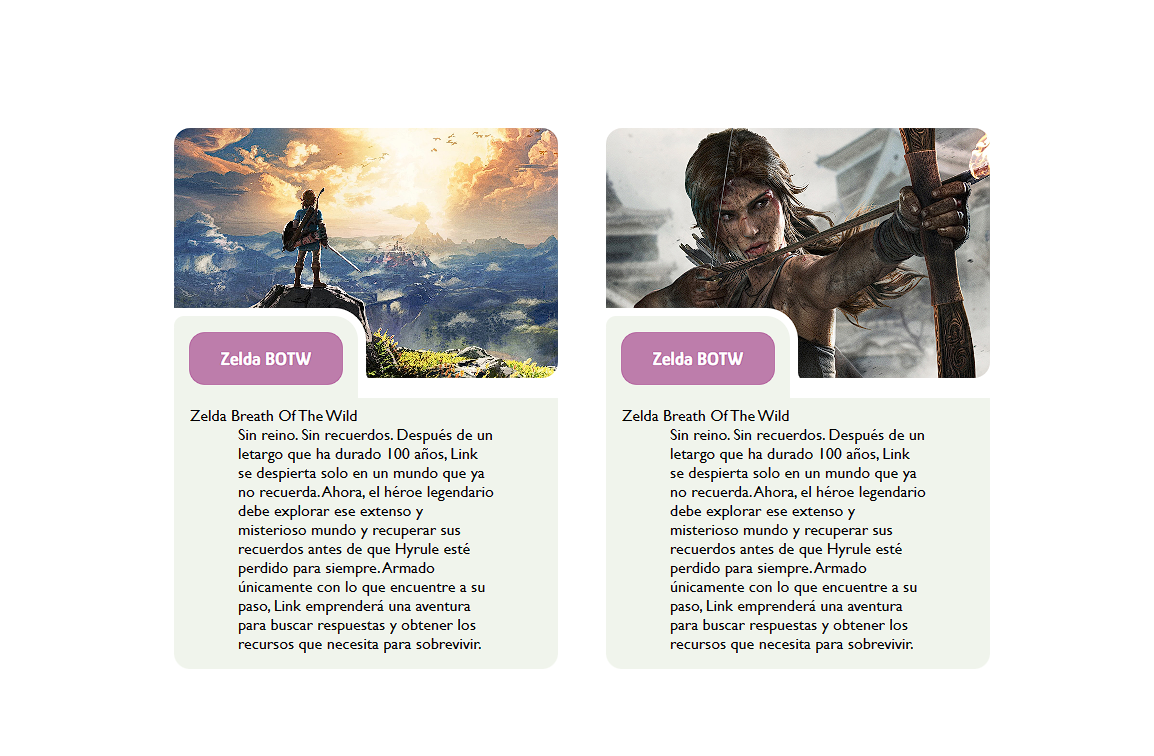 Zelda BOTW
Zelda Breath Of The Wild
Sin reino. Sin recuerdos. Después de un
letargo que ha durado 100 años, Link
se despierta solo en un mundo que ya
no recuerda. Ahora, el héroe legendario
debe explorar ese extenso y
misterioso mundo y recuperar sus
recuerdos antes de que Hyrule esté
perdido para siempre. Armado
únicamente con lo que encuentre a su
paso, Link emprenderá una aventura
para buscar respuestas y obtener los
recursos que necesita para sobrevivir.
Zelda BOTW
Zelda Breath Of The Wild
Sin reino. Sin recuerdos. Después de un
letargo que ha durado 100 años, Link
se despierta solo en un mundo que ya
no recuerda. Ahora, el héroe legendario
debe explorar ese extenso y
misterioso mundo y recuperar sus
recuerdos antes de que Hyrule esté
perdido para siempre. Armado
únicamente con lo que encuentre a su
paso, Link emprenderá una aventura
para buscar respuestas y obtener los
recursos que necesita para sobrevivir.